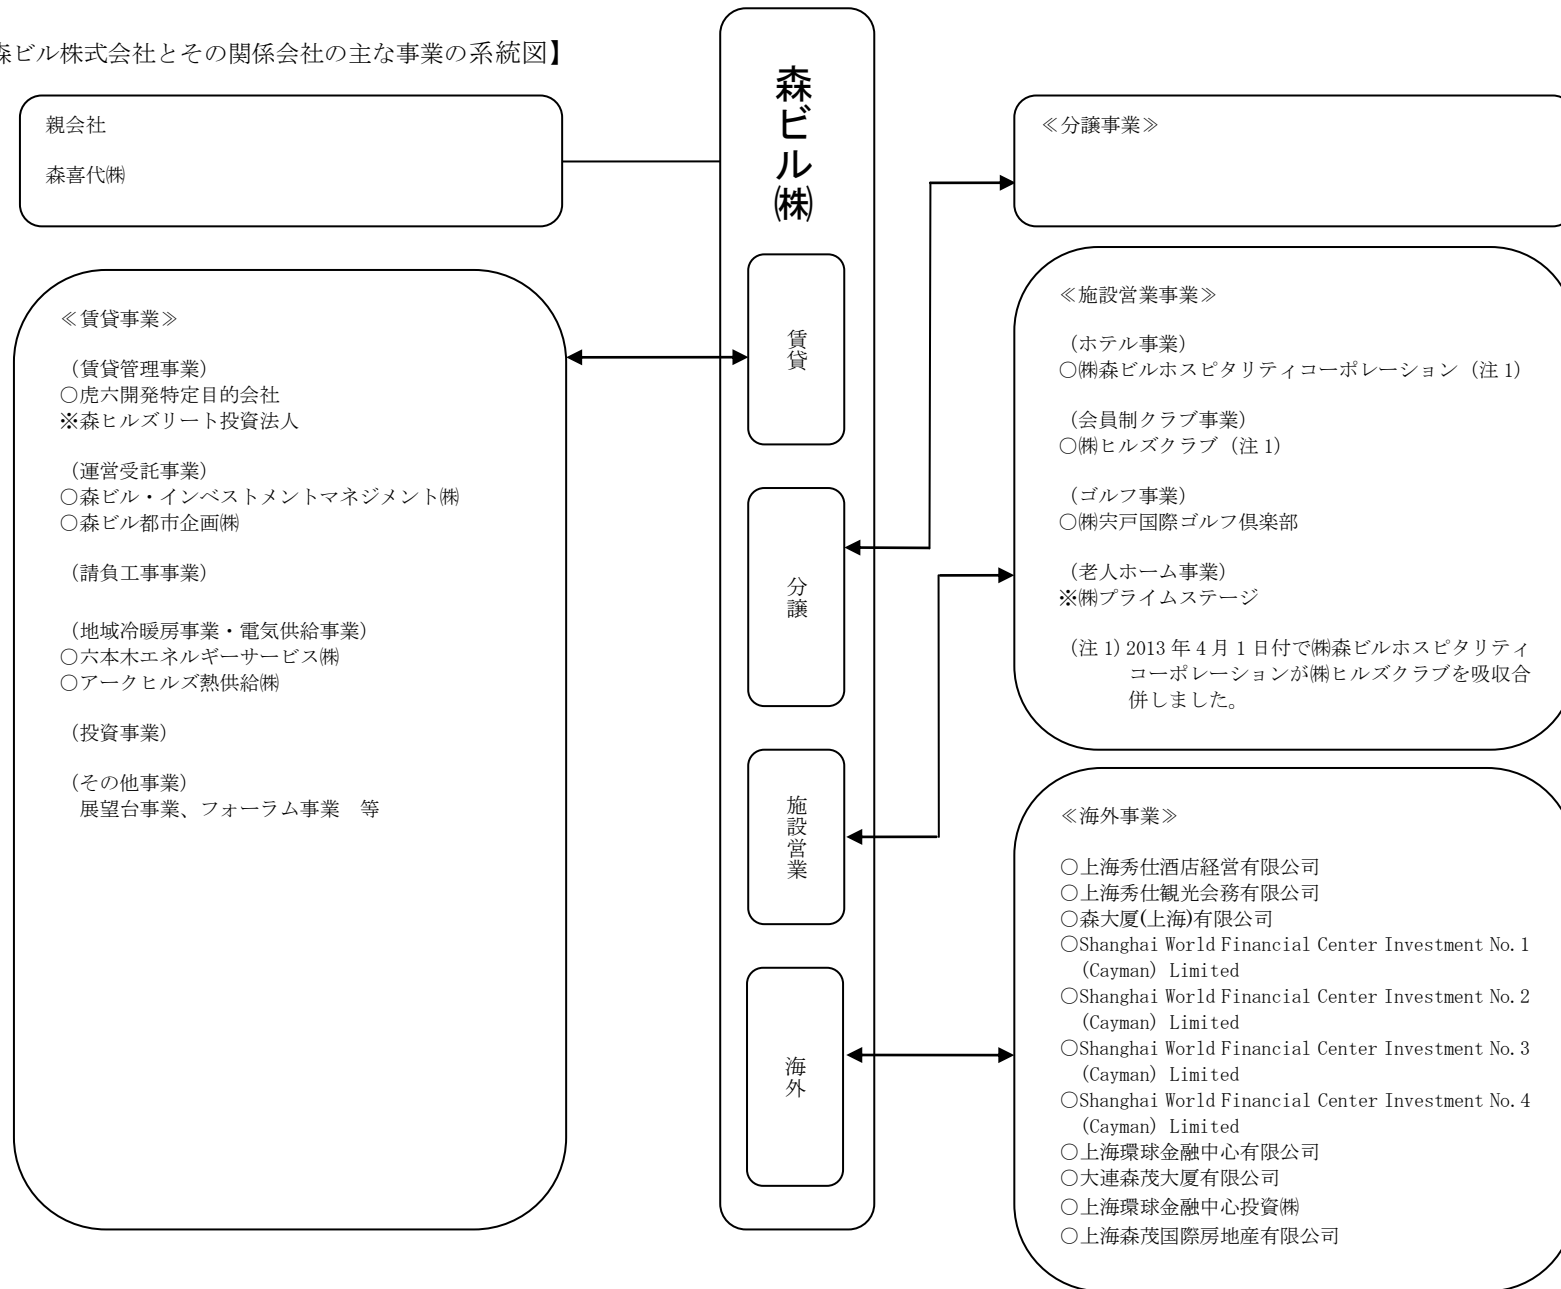 森ビル株式会社とその関係会社の主な事業の系統図】
親会社
森喜代㈱
≪賃貸事業≫
（賃貸管理事業）
○虎六開発特定目的会社
※森ヒルズリート投資法人
（運営受託事業）
○森ビル・インベストメントマネジメント㈱
○森ビル都市企画㈱
（請負工事事業）
（地域冷暖房事業・電気供給事業）
○六本木エネルギーサービス㈱
○アークヒルズ熱供給㈱
（投資事業）
（その他事業）
展望台事業、フォーラム事業　等
森ビル㈱
賃貸
分譲
施設営業
海外
≪分譲事業≫
≪施設営業事業≫
（ホテル事業）
○㈱森ビルホスピタリティコーポレーション（注1）
（会員制クラブ事業）
○㈱ヒルズクラブ（注1）
（ゴルフ事業）
○㈱宍戸国際ゴルフ倶楽部
（老人ホーム事業）
※㈱プライムステージ
（注1）2013年4月1日付で㈱森ビルホスピタリティ
コーポレーションが㈱ヒルズクラブを吸収合
併しました。
≪海外事業≫
○上海秀仕酒店経営有限公司
○上海秀仕観光会務有限公司
○森大厦(上海)有限公司
○Shanghai World Financial Center Investment No.1
(Cayman) Limited
○Shanghai World Financial Center Investment No.2
(Cayman) Limited
○Shanghai World Financial Center Investment No.3
(Cayman) Limited
○Shanghai World Financial Center Investment No.4
(Cayman) Limited
○上海環球金融中心有限公司
○大連森茂大厦有限公司
○上海環球金融中心投資㈱
○上海森茂国際房地産有限公司